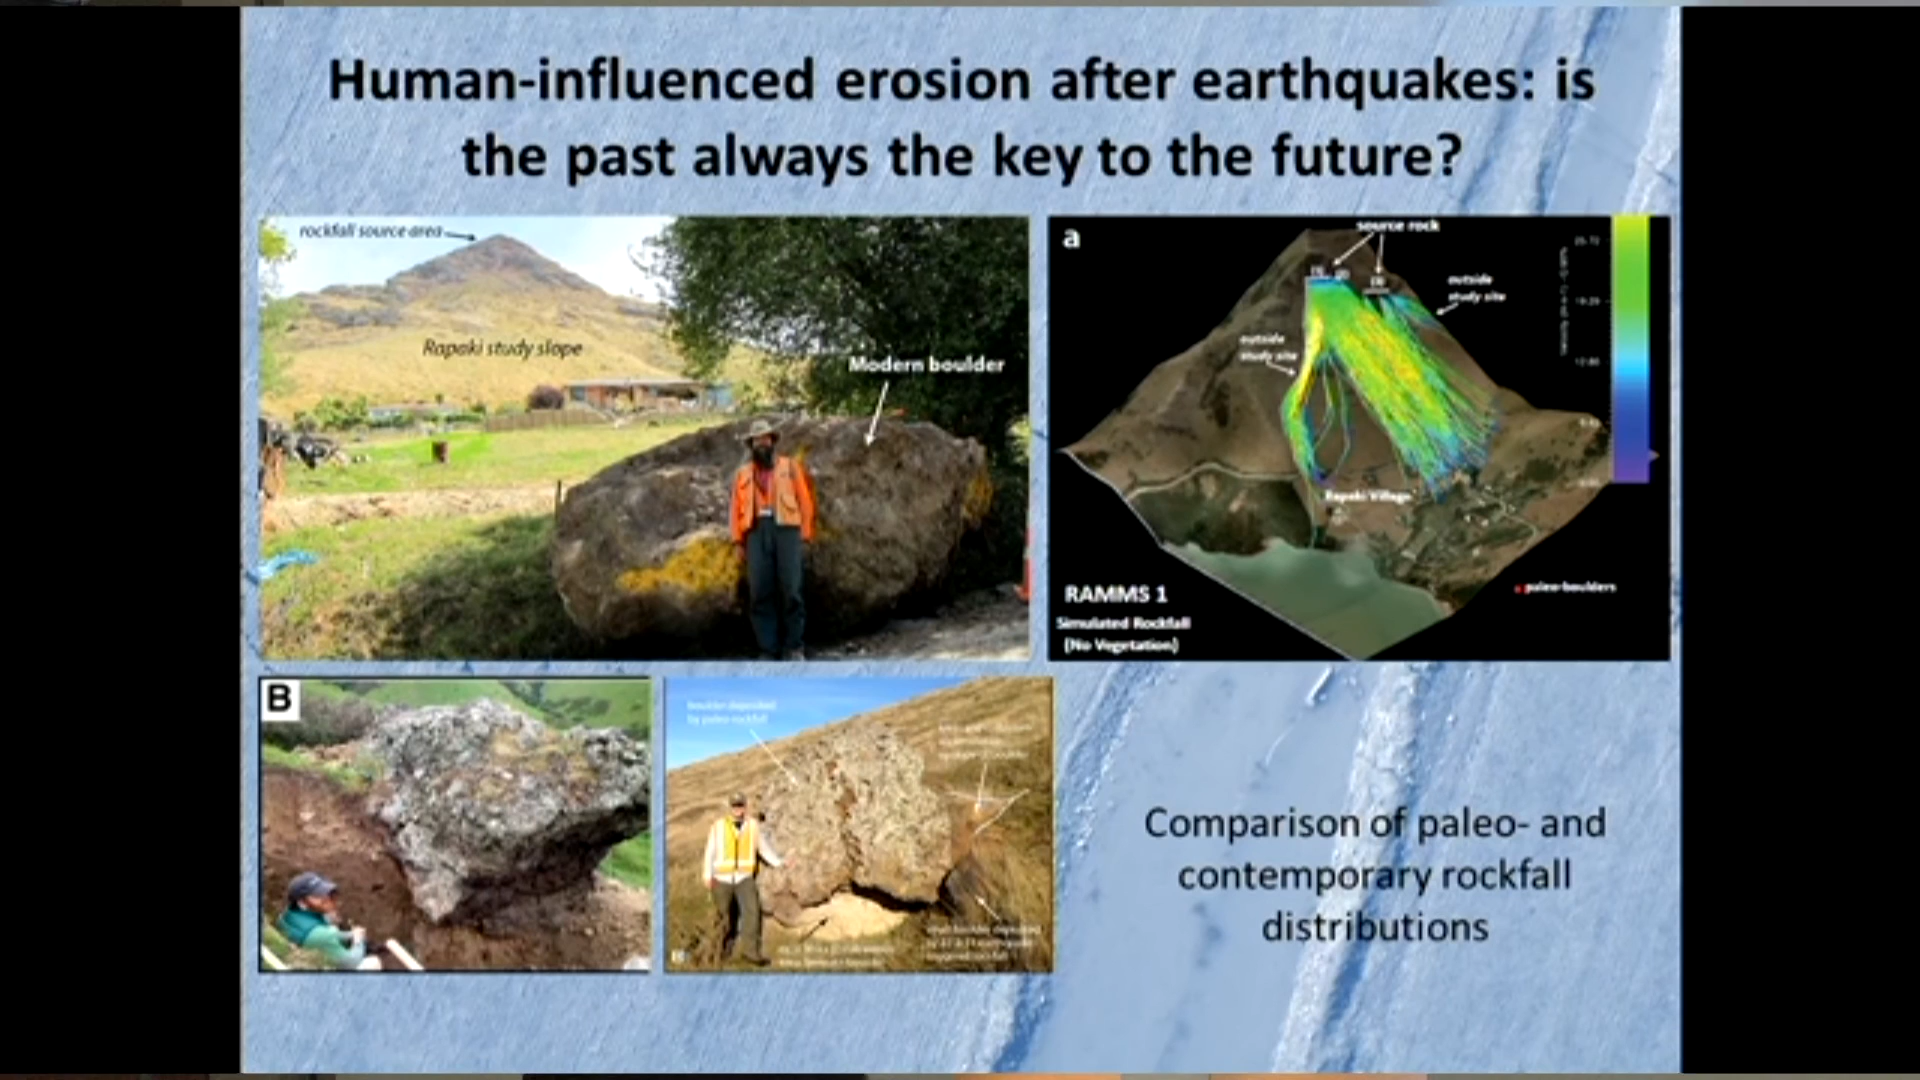 Human-influenced erosion after earthquakes: is
the past always the key to the future?
rockfall source area
Rapaki study slope
Modern boulder
a
source rock
outside
study site
outside
study site
Rapaki Village
paleo-boulders
RAMMS 1
Simulated Rockfall
(No Vegetation)
B
boulder deposited
by paleo-rockfall
Comparison of paleo- and
contemporary rockfall
distributions